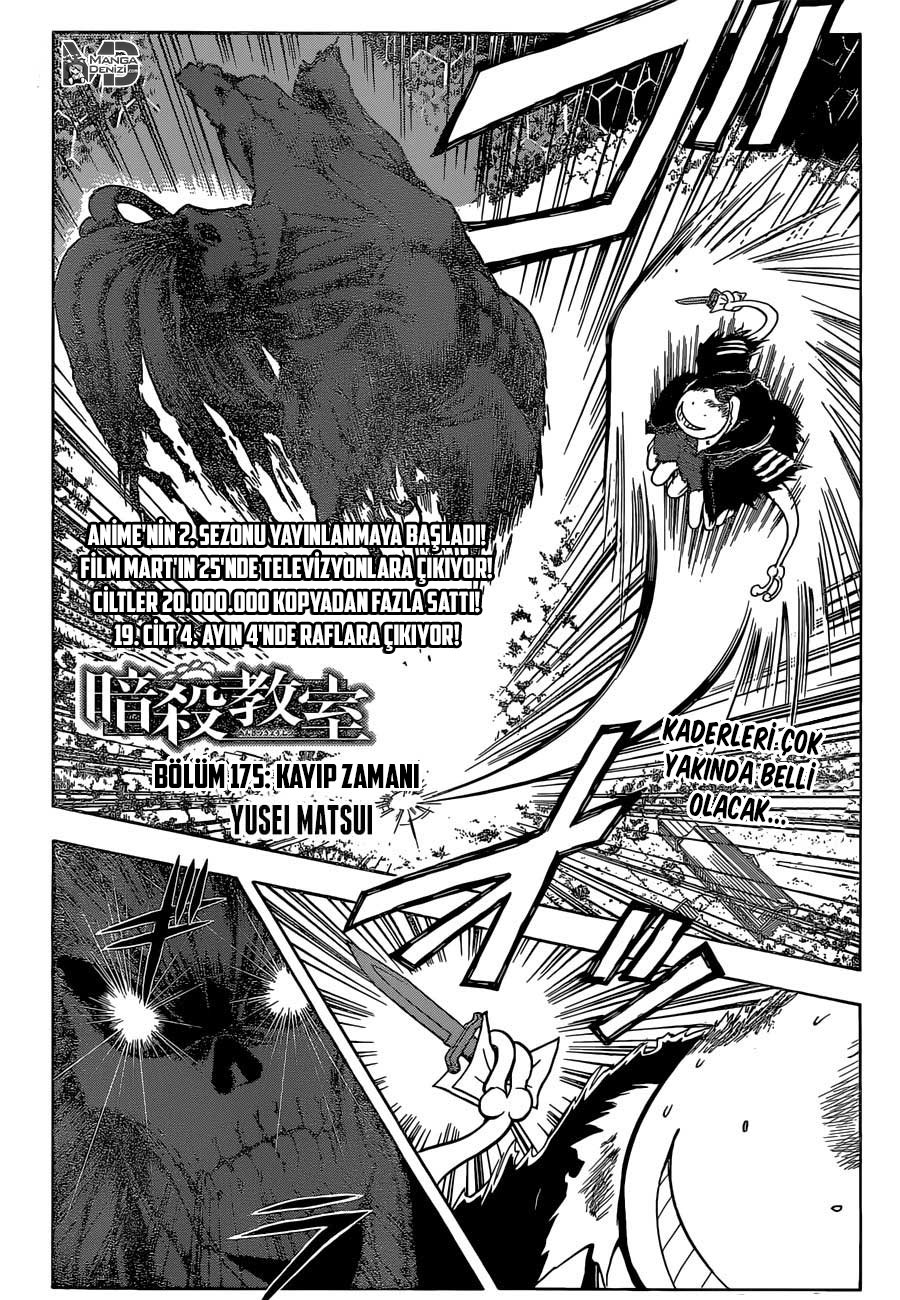 MANGA
DENİZİ
ANİME'NİN 2. SEZONU YAYINLANMAYA BAŞLADI!
FİLM MART'IN 25'NDE TELEVİZYONLARA ÇIKIYOR!
CİLTLER 20.000.000 KOPYADAN FAZLA SATTI!
19. CİLT 4. AYIN 4'NDE RAFLARA ÇIKIYOR!
暗殺教室
BÖLÜM 175: KAYIP ZAMANI
YUSEI MATSUI
KADERLERİ ÇOK
YAKINDA BELLİ
OLACAK...